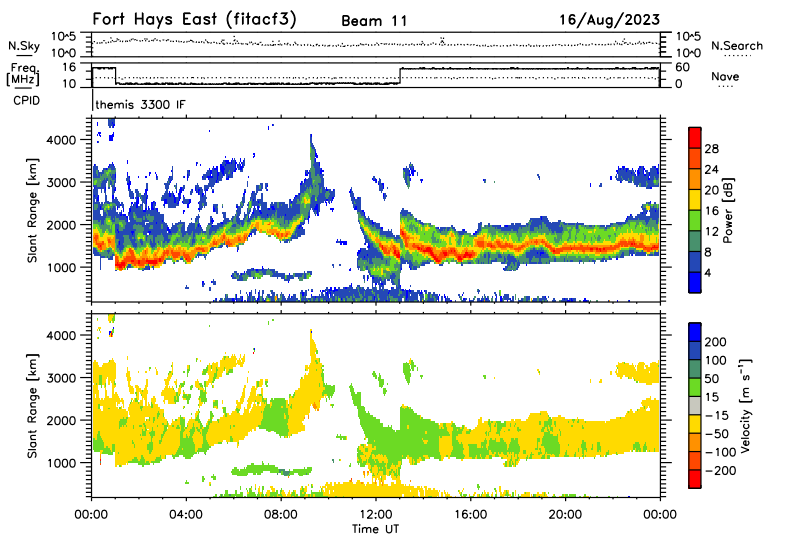 Fort Hays East (fitacf3) Beam 11 16/Aug/2023
N.Sky 10^5 10^0 10^5 10^0 N.Search
Freq. [MHz] 16 10 60 0 Nave
CPID themis 3300 IF
Slant Range [km] 4000 3000 2000 1000
28 24 20 16 12 8 4 Power [dB]
Slant Range [km] 4000 3000 2000 1000
200 100 50 15 −15 −50 −100 −200 Velocity [m s⁻¹]
00:00 04:00 08:00 12:00 16:00 20:00 00:00
Time UT